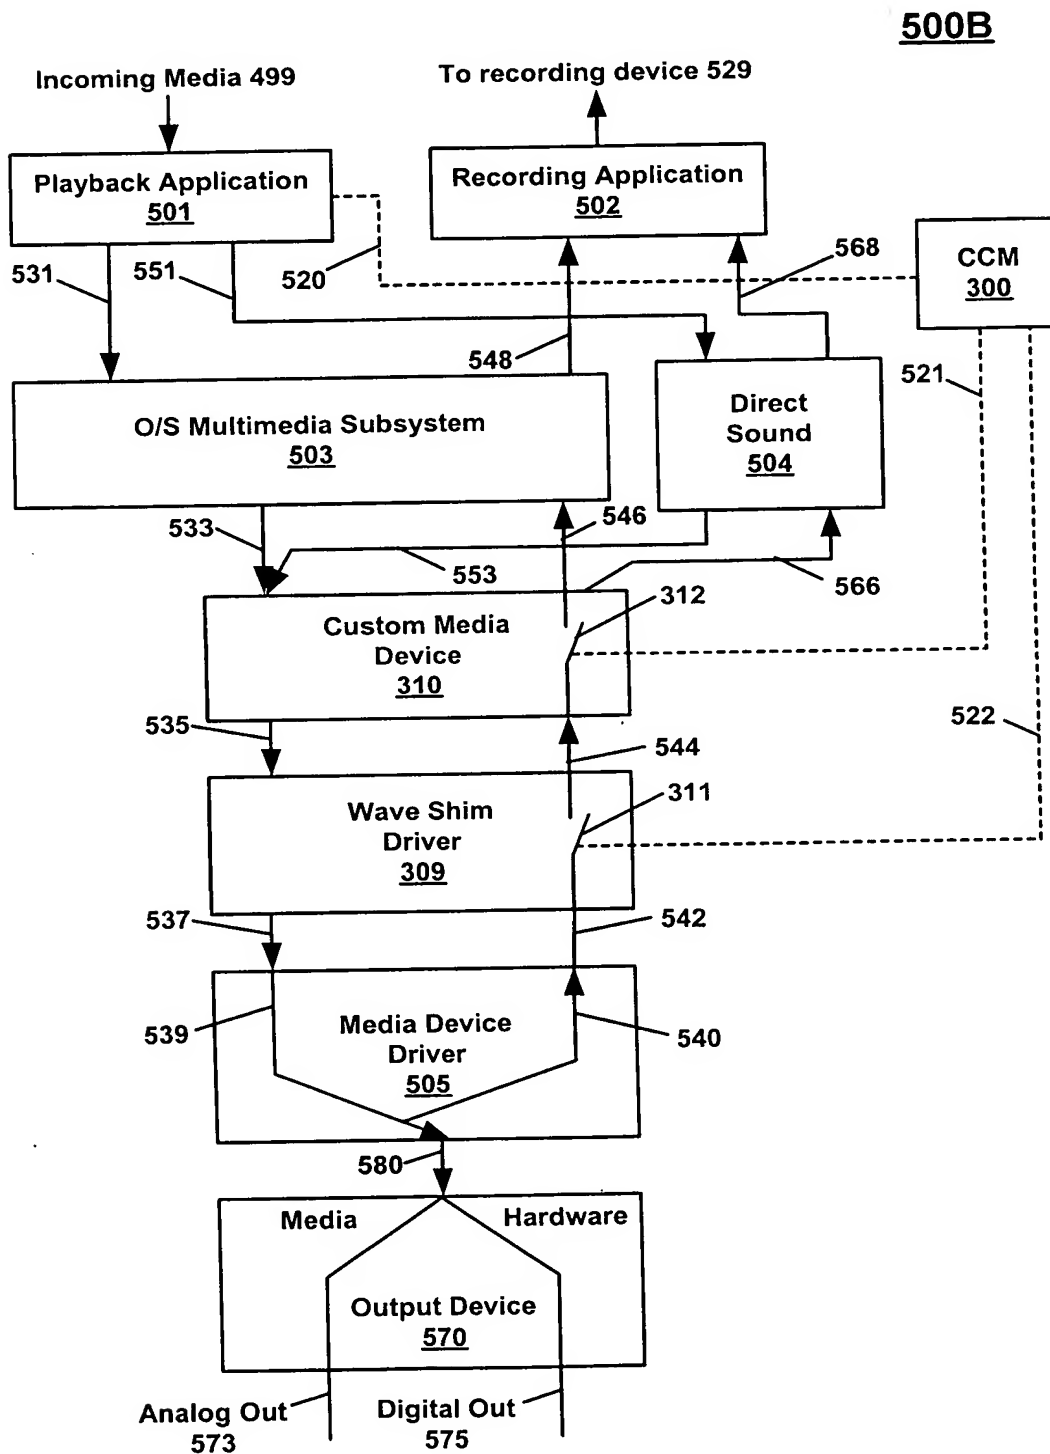 500B
Incoming Media 499
To recording device 529
Playback Application
501
Recording Application
502
CCM
300
531
551
520
568
548
521
O/S Multimedia Subsystem
503
Direct
Sound
504
533
546
553
566
312
Custom Media
Device
310
535
544
522
311
Wave Shim
Driver
309
537
542
539
Media Device
Driver
505
540
580
Media
Hardware
Output Device
570
Analog Out
573
Digital Out
575